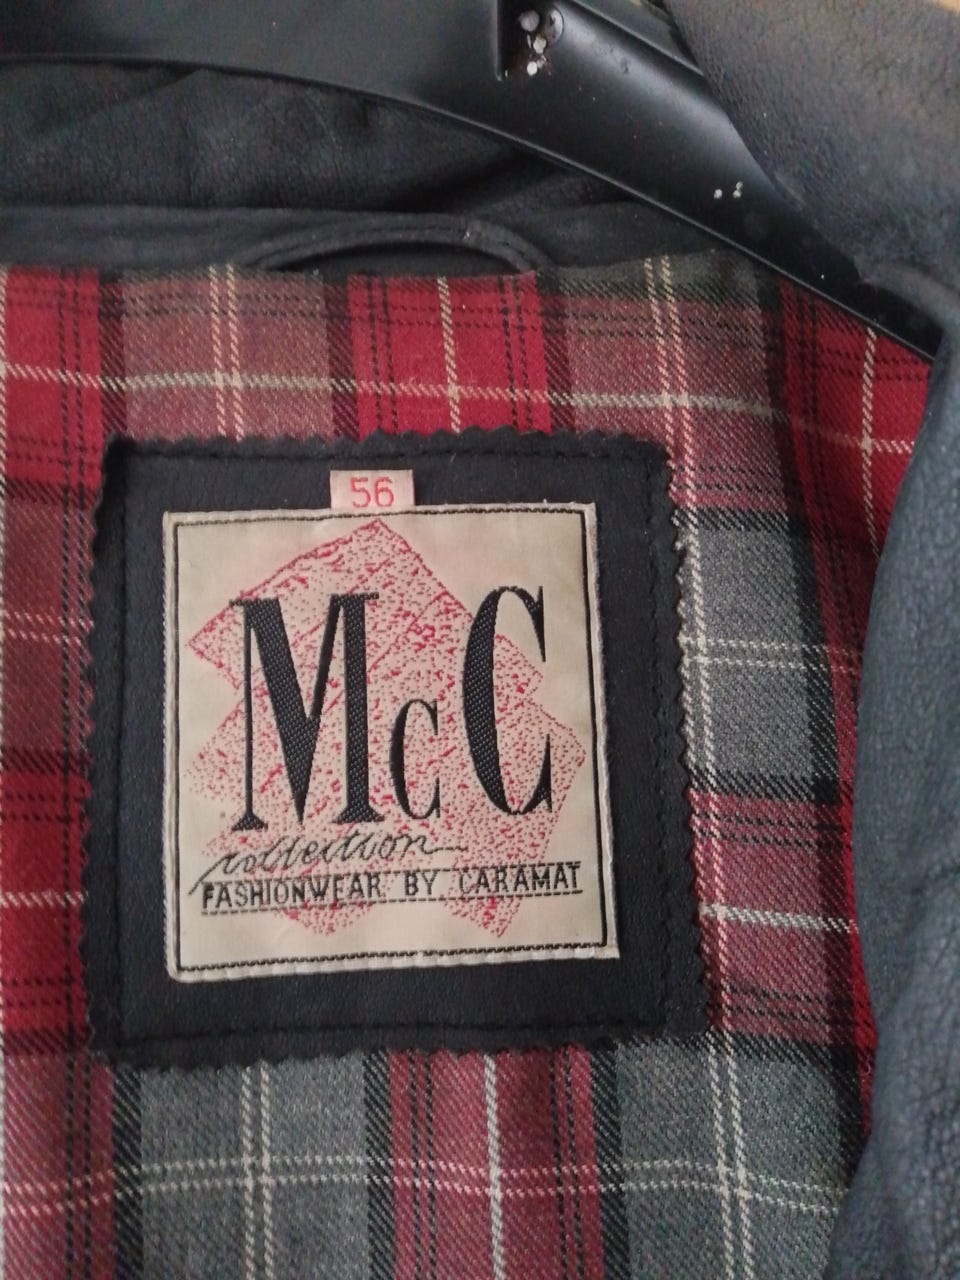 56
McC
collection
FASHIONWEAR BY CARAMAT